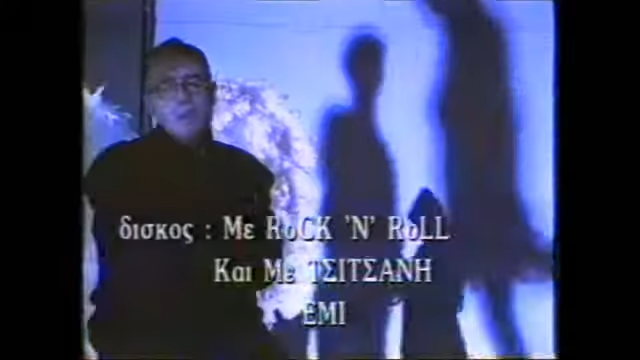 δισκος : Με RoCK 'N' RoLL
Και Με ΤΣΙΤΣΑΝΗ
EMI